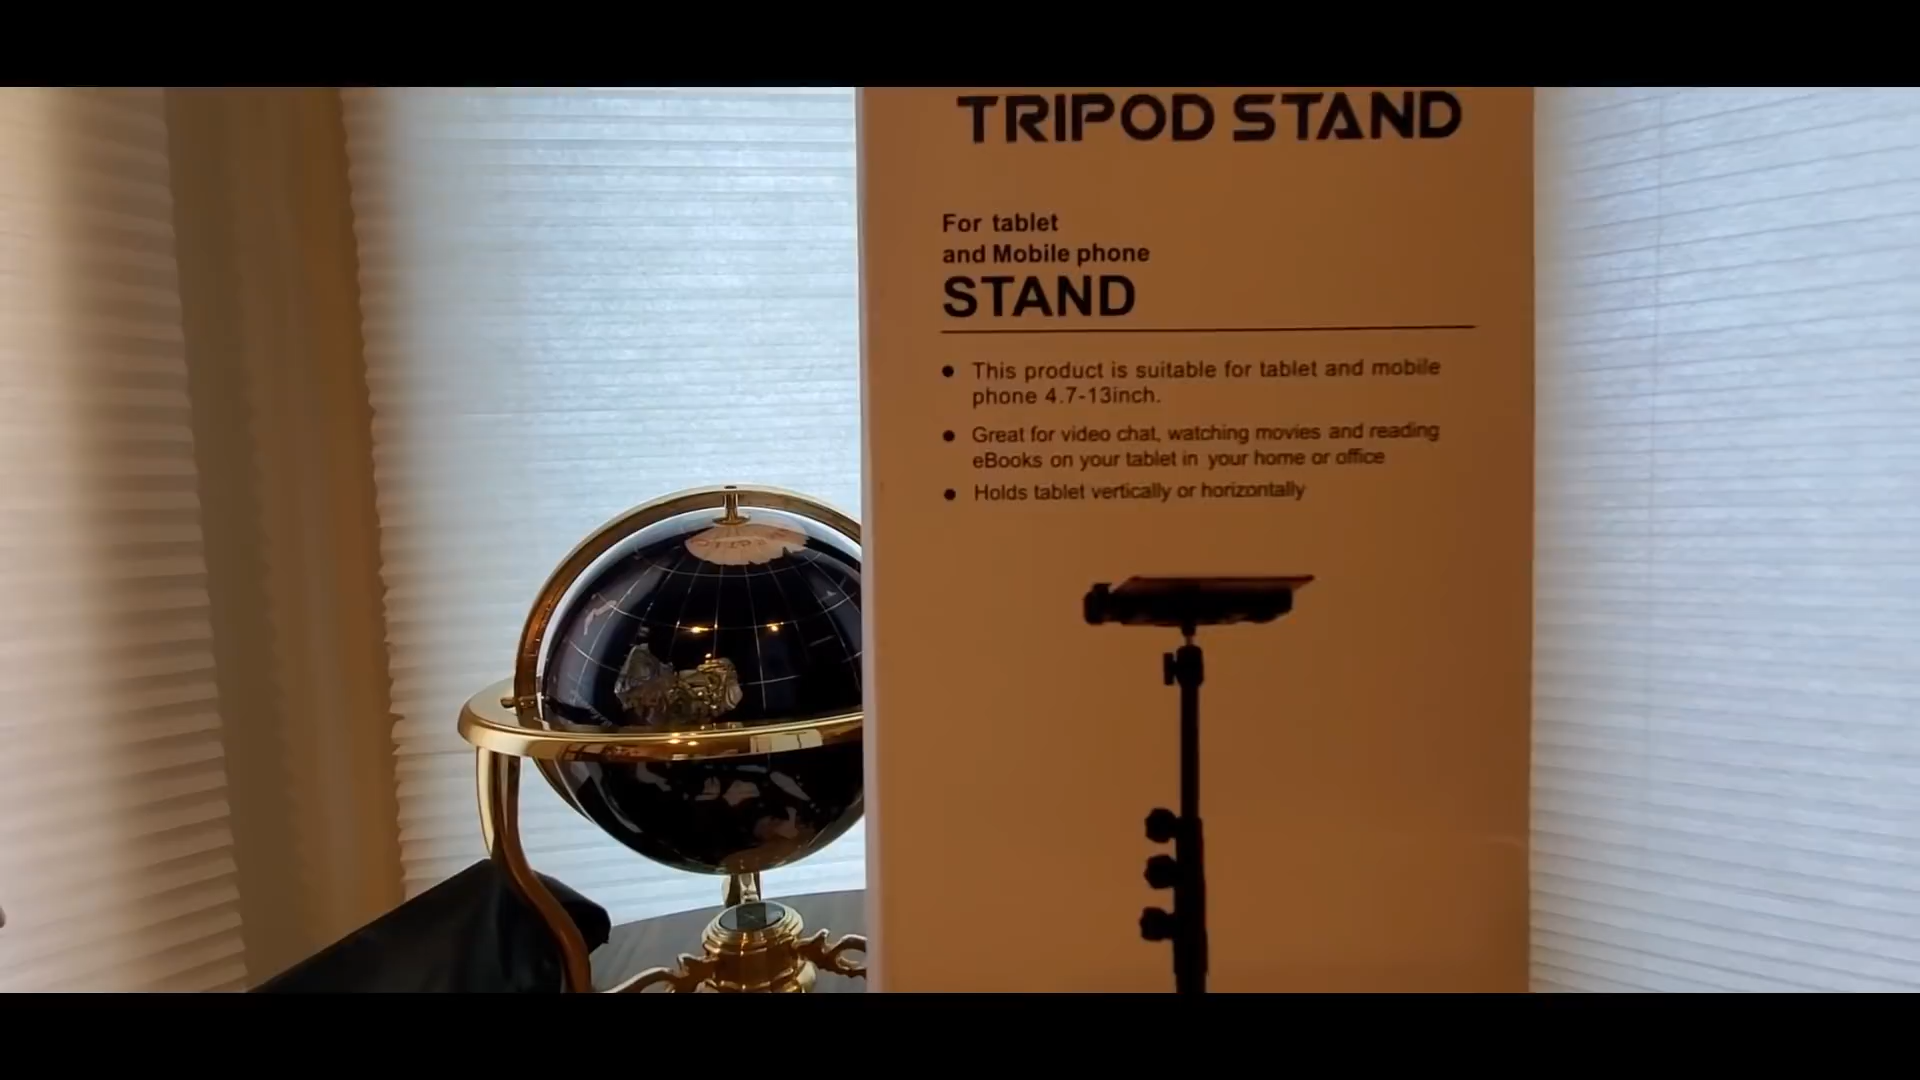 TRIPOD STAND
For tablet
and Mobile phone
STAND
This product is suitable for tablet and mobile
phone 4.7-13inch.
Great for video chat, watching movies and reading
eBooks on your tablet in your home or office
Holds tablet vertically or horizontally